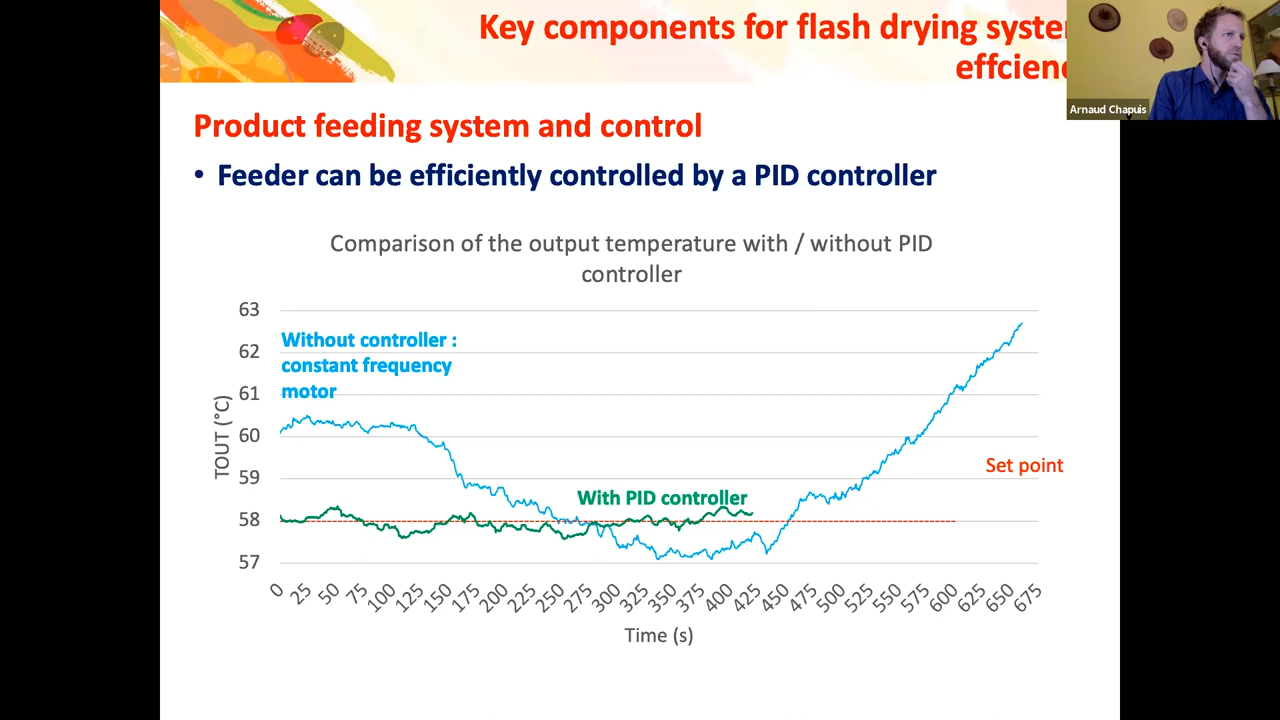 Key components for flash drying syste
effcien
Arnaud Chapuis
Product feeding system and control
• Feeder can be efficiently controlled by a PID controller
Comparison of the output temperature with / without PID
controller
63
62
61
60
59
58
57
TOUT (°C)
Without controller :
constant frequency
motor
With PID controller
Set point
0 25 50 75 100 125 150 175 200 225 250 275 300 325 350 375 400 425 450 475 500 525 550 575 600 625 650 675
Time (s)